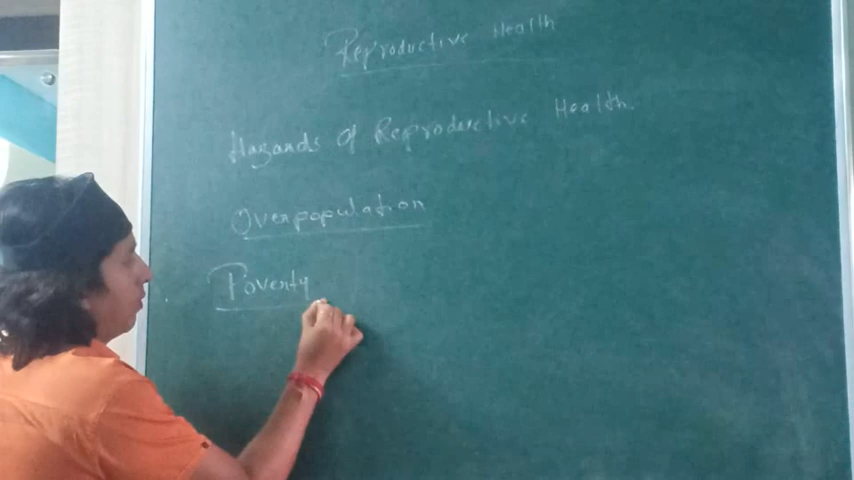 Reproductive Health
Hazards of Reproductive Health.
Overpopulation
Poverty